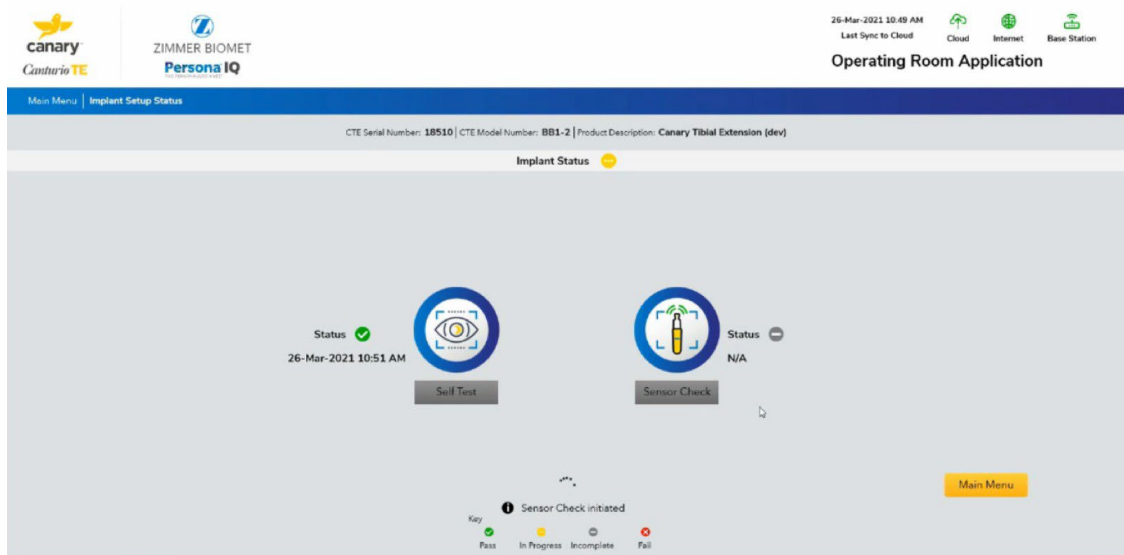 canary
Canturio TE
ZIMMER BIOMET
Persona IQ
26-Mar-2021 10:49 AM
Last Sync to Cloud
Cloud
Internet
Base Station
Operating Room Application
Main Menu | Implant Setup Status
CTE Serial Number: 18510 | CTE Model Number: BB1-2 | Product Description: Canary Tibial Extension (dev)
Implant Status
Status
26-Mar-2021 10:51 AM
Self Test
Status
N/A
Sensor Check
Main Menu
Sensor Check initiated
Key
Pass
In Progress
Incomplete
Fail